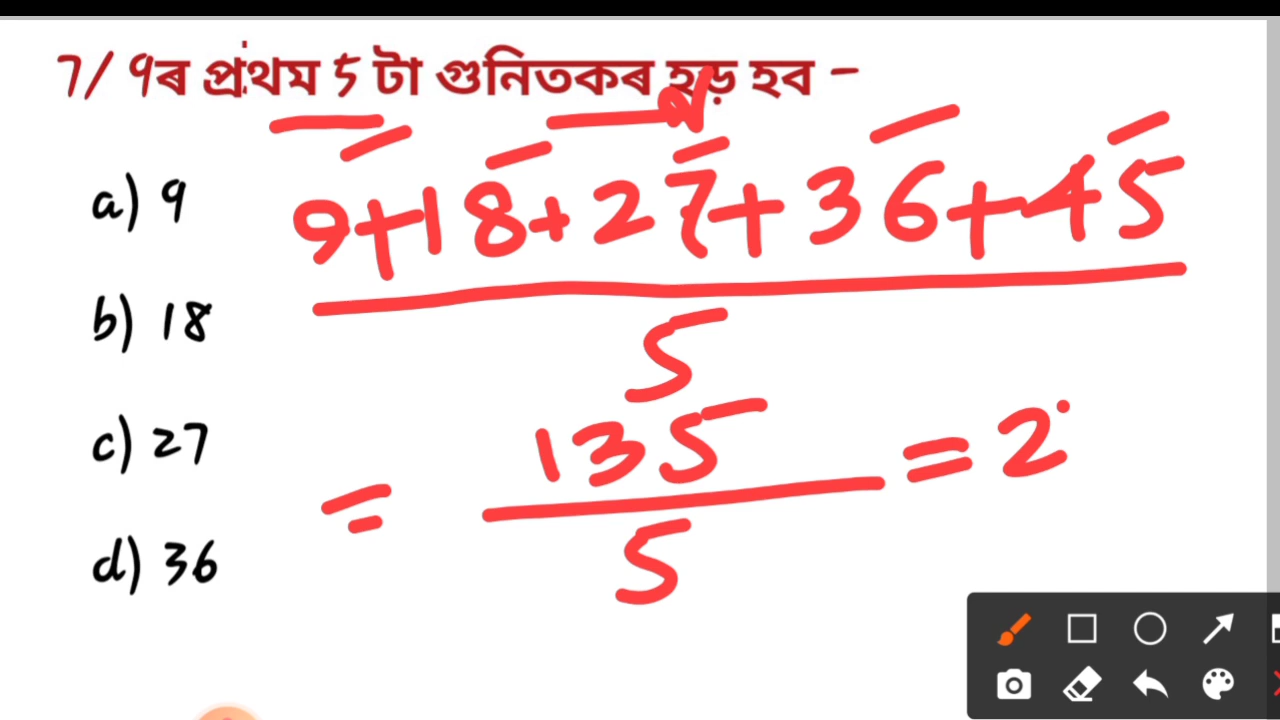 7/ 9ৰ প্ৰথম 5 টা গুনিতকৰ হড় হব -
a) 9
9+18+27+36+45
5
b) 18
c) 27
= 135 = 2
5
d) 36